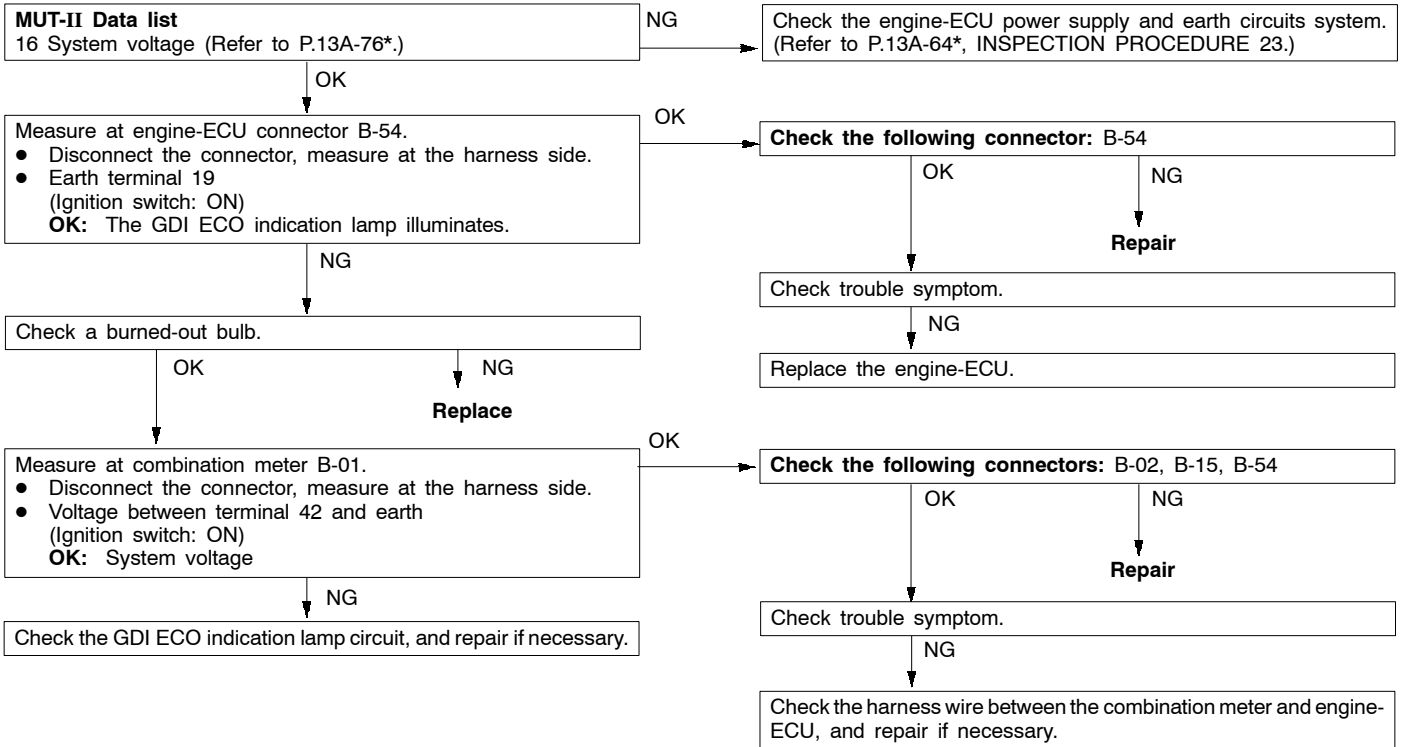 MUT-II Data list
16 System voltage (Refer to P.13A-76*.)
NG
Check the engine-ECU power supply and earth circuits system.
(Refer to P.13A-64*, INSPECTION PROCEDURE 23.)
OK
Measure at engine-ECU connector B-54.
● Disconnect the connector, measure at the harness side.
● Earth terminal 19
(Ignition switch: ON)
OK: The GDI ECO indication lamp illuminates.
OK
Check the following connector: B-54
OK
NG
Repair
Check trouble symptom.
NG
Replace the engine-ECU.
NG
Check a burned-out bulb.
OK
NG
Replace
Measure at combination meter B-01.
● Disconnect the connector, measure at the harness side.
● Voltage between terminal 42 and earth
(Ignition switch: ON)
OK: System voltage
OK
Check the following connectors: B-02, B-15, B-54
OK
NG
Repair
Check trouble symptom.
NG
Check the harness wire between the combination meter and engine-
ECU, and repair if necessary.
NG
Check the GDI ECO indication lamp circuit, and repair if necessary.